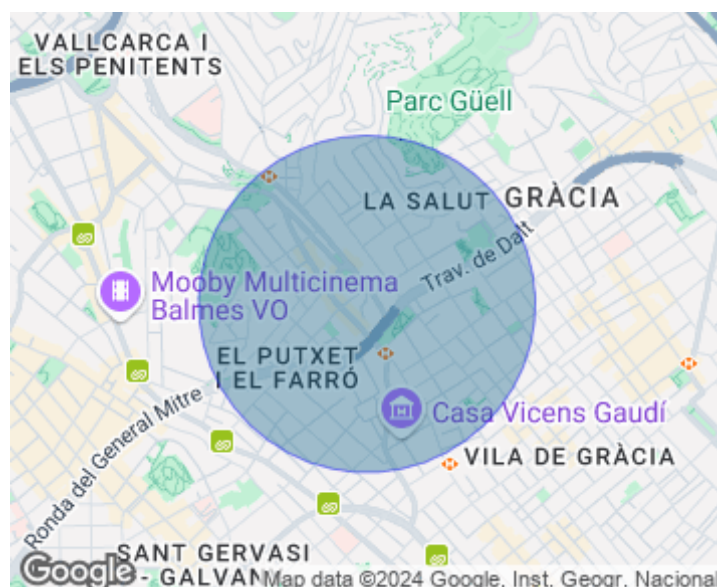 VALLCARCA I
ELS PENITENTS
Parc Güell
LA SALUT
GRÀCIA
Trav. de Dalt
Mooby Multicinema
Balmes VO
EL PUTXET
I EL FARRÓ
Casa Vicens Gaudí
Ronda del General Mitre
VILA DE GRÀCIA
SANT GERVASI
- GALVANY
Google
Map data ©2024 Google, Inst. Geogr. Nacional